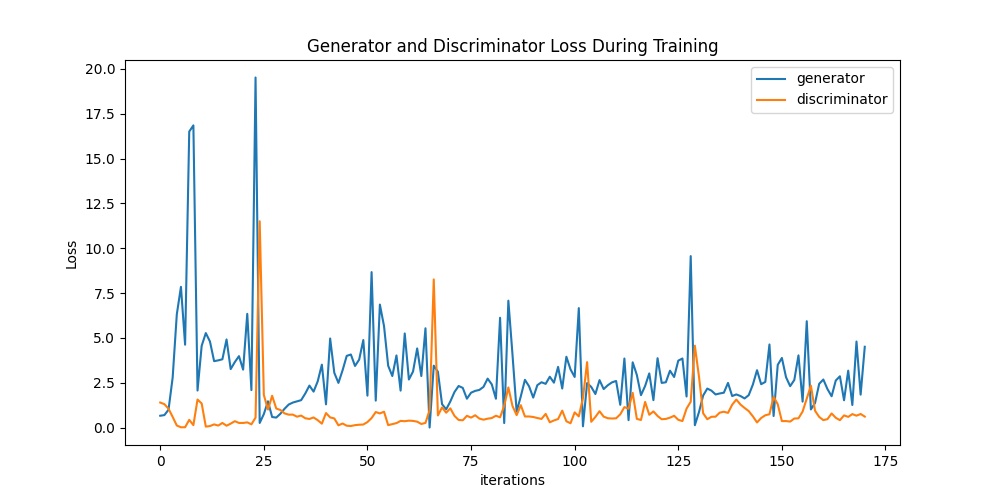 Generator and Discriminator Loss During Training
generator
discriminator
20.0
17.5
15.0
12.5
10.0
7.5
5.0
2.5
0.0
Loss
0 25 50 75 100 125 150 175
iterations